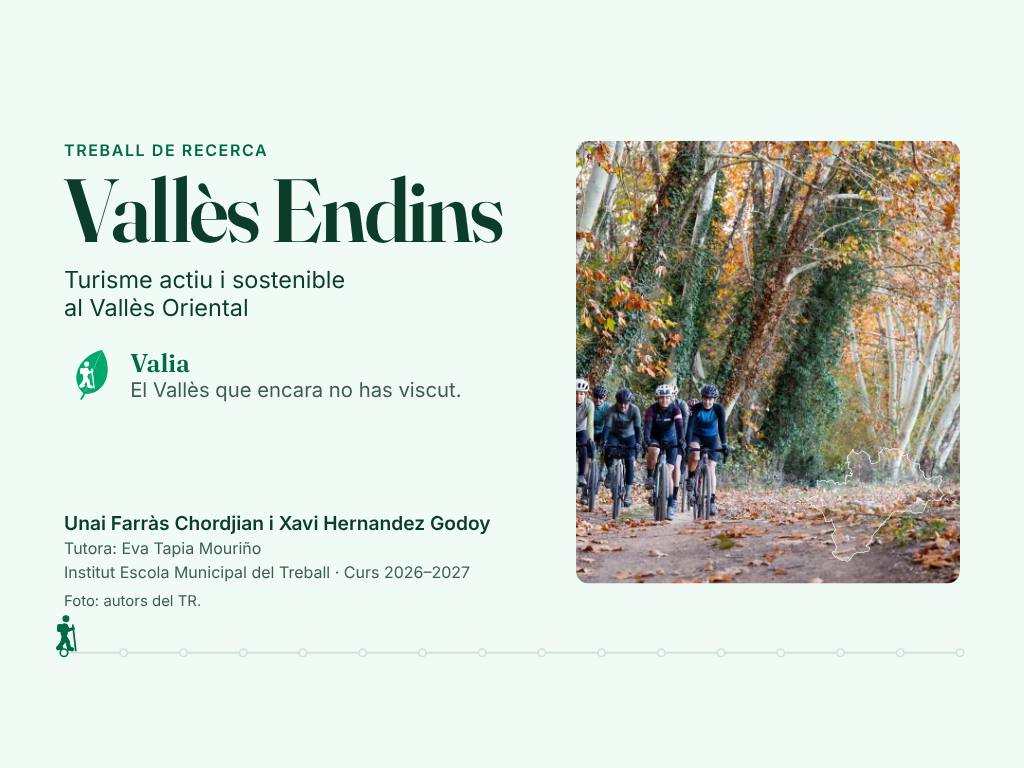 TREBALL DE RECERCA
Vallès Endins
Turisme actiu i sostenible
al Vallès Oriental
Valia
El Vallès que encara no has viscut.
Unai Farràs Chordjian i Xavi Hernandez Godoy
Tutora: Eva Tapia Mouriño
Institut Escola Municipal del Treball · Curs 2026–2027
Foto: autors del TR.